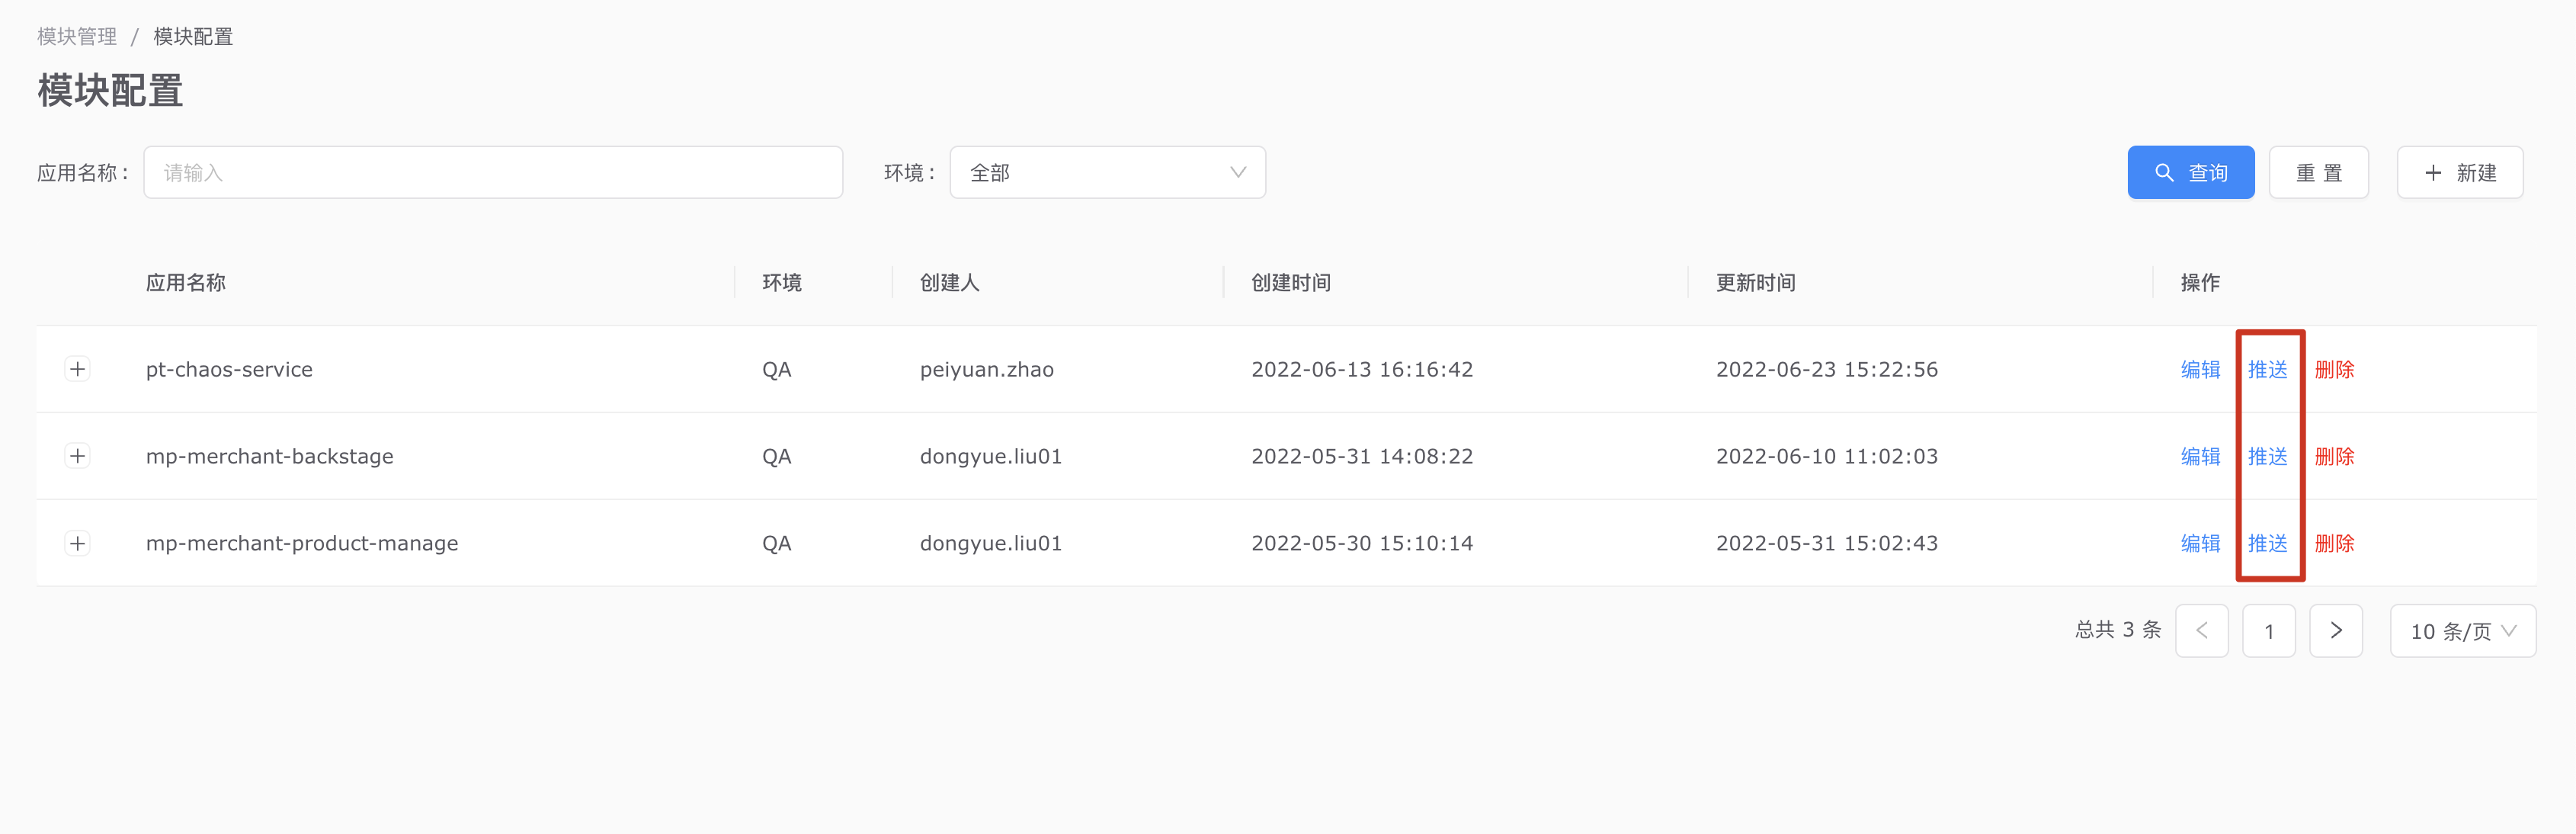 模块管理 / 模块配置
模块配置
应用名称: 请输入 环境: 全部 查询 重置 新建
应用名称 环境 创建人 创建时间 更新时间 操作
pt-chaos-service QA peiyuan.zhao 2022-06-13 16:16:42 2022-06-23 15:22:56 编辑 推送 删除
mp-merchant-backstage QA dongyue.liu01 2022-05-31 14:08:22 2022-06-10 11:02:03 编辑 推送 删除
mp-merchant-product-manage QA dongyue.liu01 2022-05-30 15:10:14 2022-05-31 15:02:43 编辑 推送 删除
总共 3 条 < 1 > 10 条/页